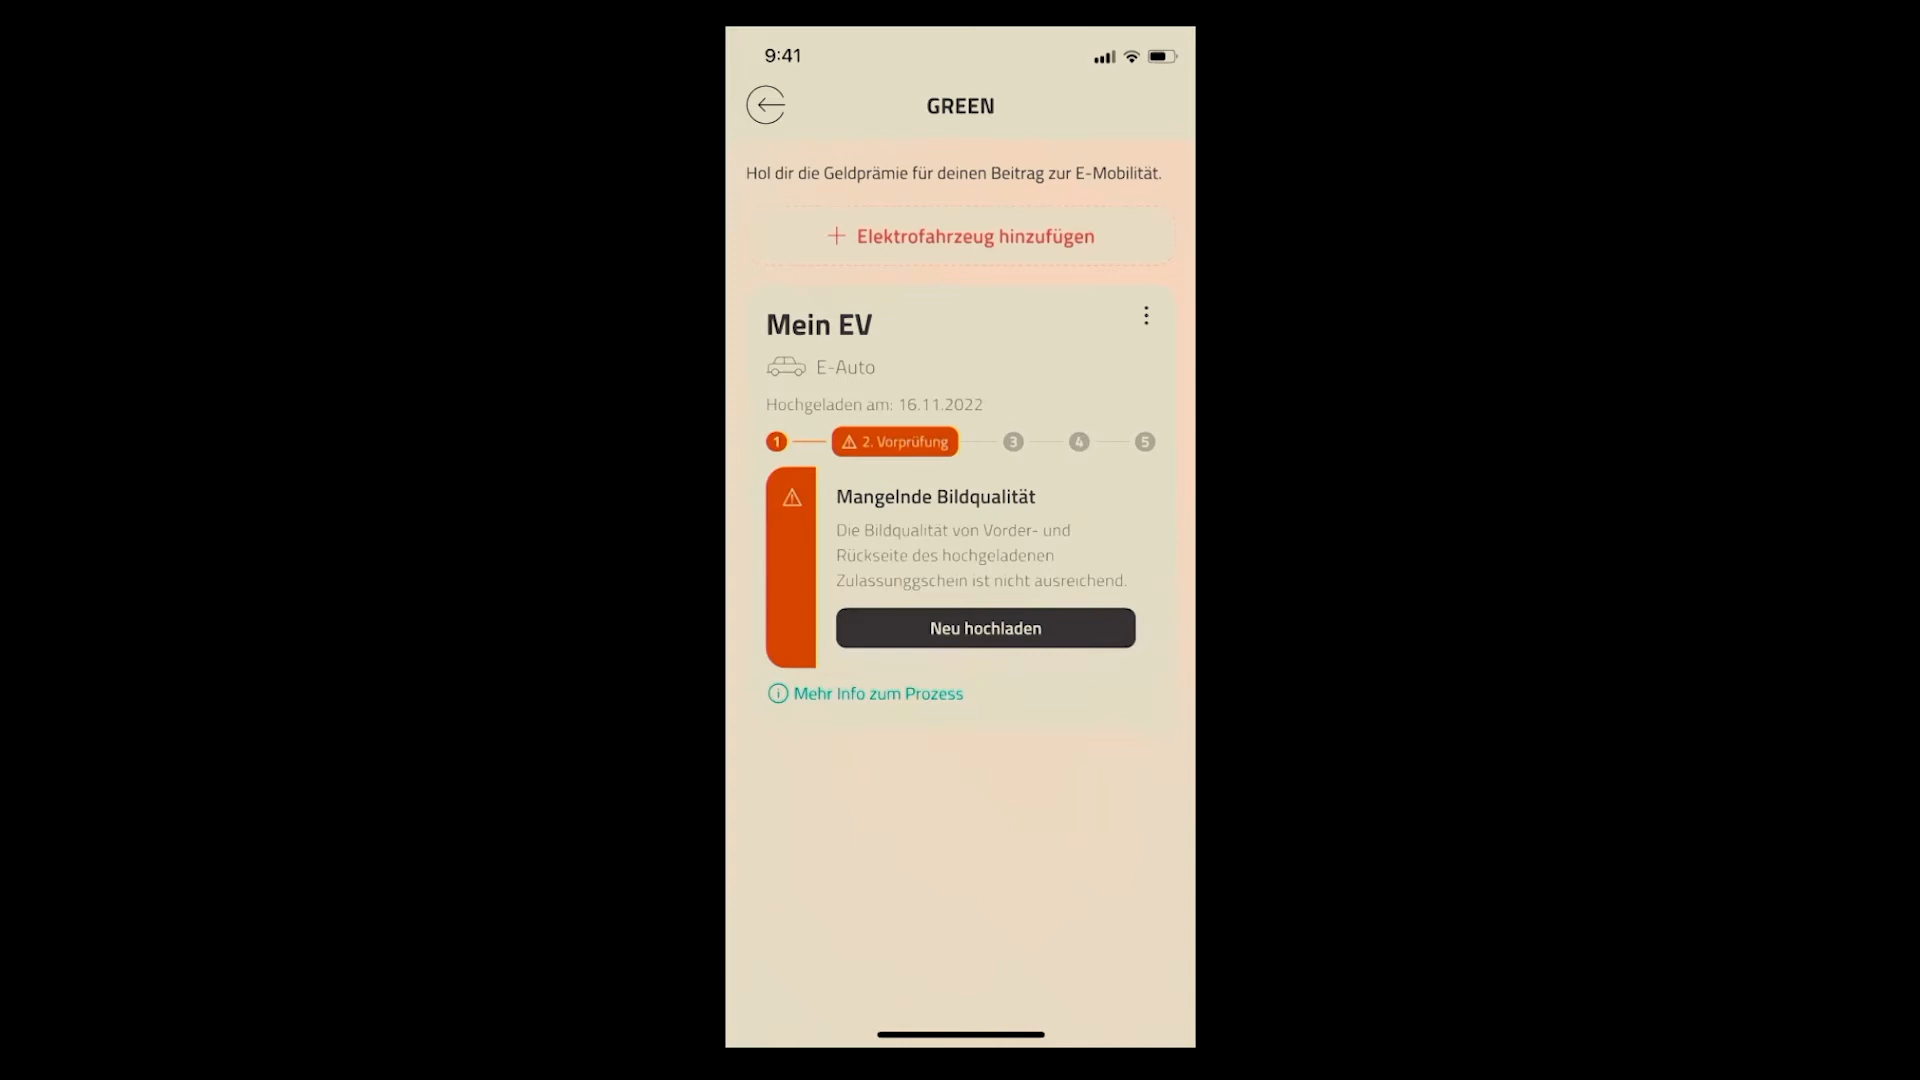 9:41
GREEN
Hol dir die Geldprämie für deinen Beitrag zur E-Mobilität.
+ Elektrofahrzeug hinzufügen
Mein EV
E-Auto
Hochgeladen am: 16.11.2022
1 2. Vorprüfung 3 4 5
Mangelnde Bildqualität
Die Bildqualität von Vorder- und
Rückseite des hochgeladenen
Zulassunggschein ist nicht ausreichend.
Neu hochladen
Mehr Info zum Prozess